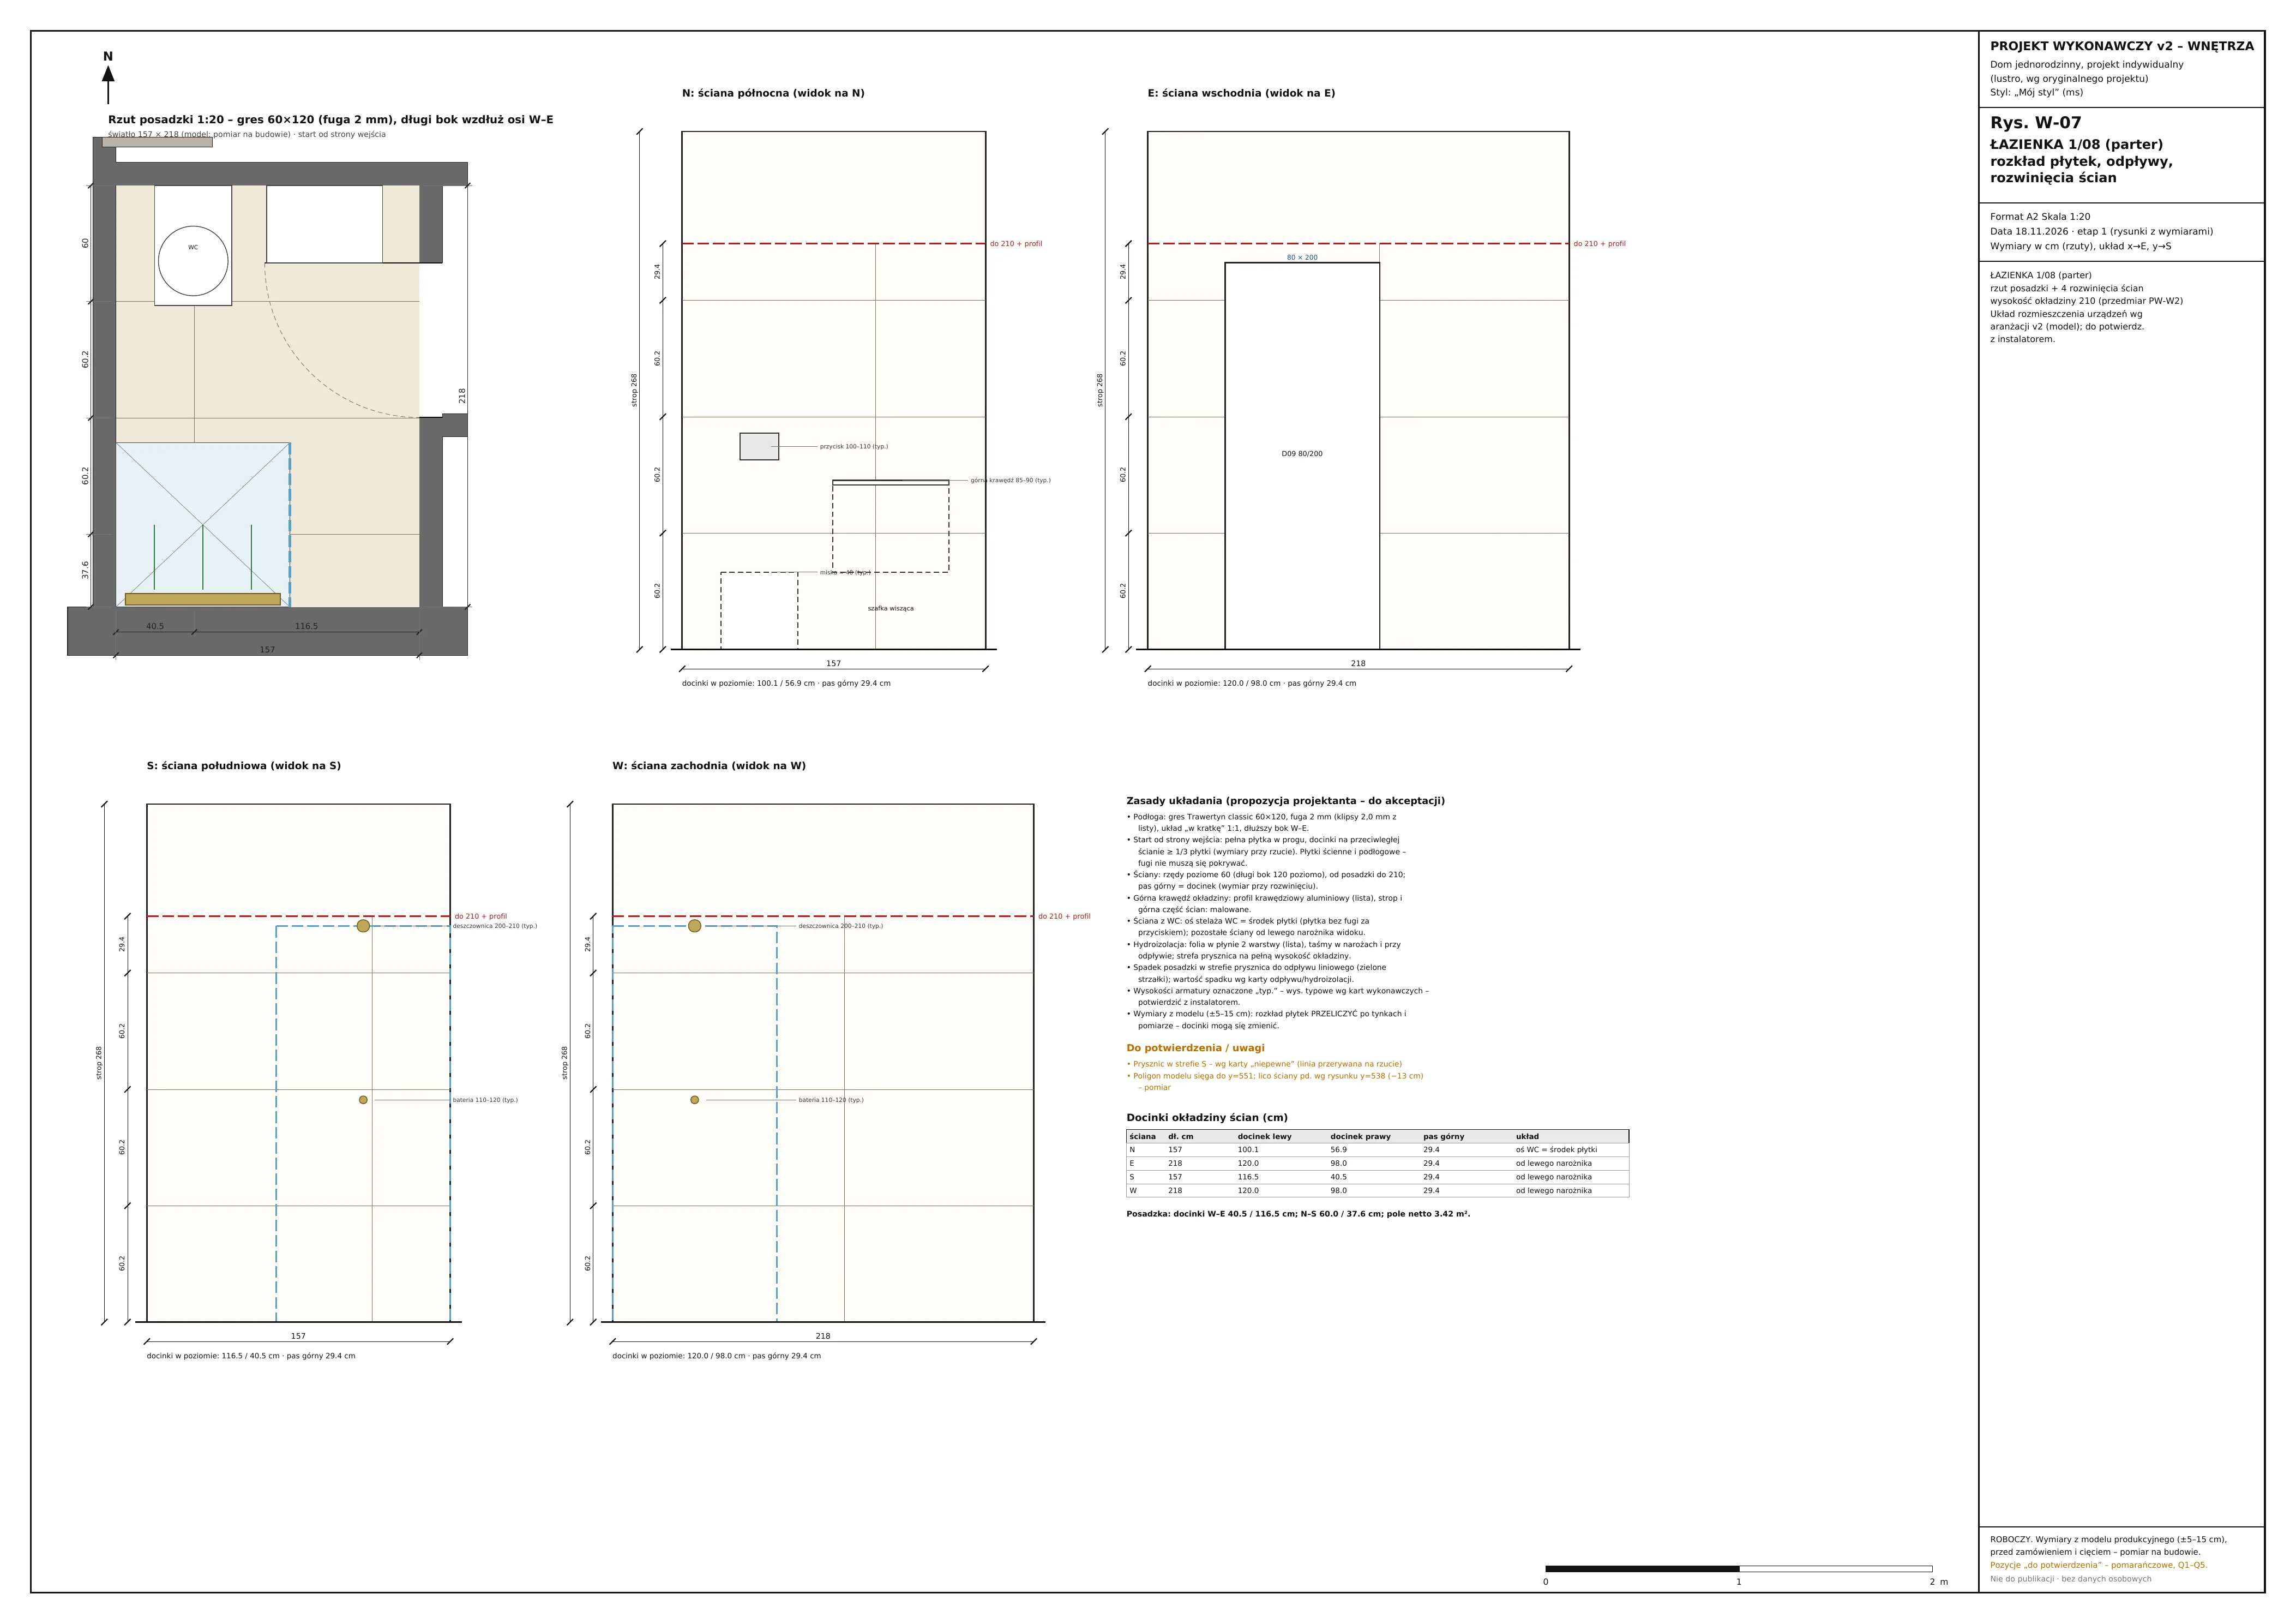 N
Rzut posadzki 1:20 – gres 60×120 (fuga 2 mm), długi bok wzdłuż osi W–E
światło 157 × 218 (model; pomiar na budowie) · start od strony wejścia
WC
60
60.2
60.2
37.6
218
40.5
116.5
157
N: ściana północna (widok na N)
do 210 + profil
strop 268
29.4
60.2
60.2
60.2
przycisk 100–110 (typ.)
górna krawędź 85–90 (typ.)
miska ~ 40 (typ.)
szafka wisząca
157
docinki w poziomie: 100.1 / 56.9 cm · pas górny 29.4 cm
E: ściana wschodnia (widok na E)
do 210 + profil
80 × 200
strop 268
29.4
60.2
60.2
60.2
D09 80/200
218
docinki w poziomie: 120.0 / 98.0 cm · pas górny 29.4 cm
S: ściana południowa (widok na S)
do 210 + profil
deszczownica 200–210 (typ.)
strop 268
29.4
60.2
60.2
60.2
bateria 110–120 (typ.)
157
docinki w poziomie: 116.5 / 40.5 cm · pas górny 29.4 cm
W: ściana zachodnia (widok na W)
do 210 + profil
deszczownica 200–210 (typ.)
strop 268
29.4
60.2
60.2
60.2
bateria 110–120 (typ.)
218
docinki w poziomie: 120.0 / 98.0 cm · pas górny 29.4 cm
Zasady układania (propozycja projektanta – do akceptacji)
• Podłoga: gres Trawertyn classic 60×120, fuga 2 mm (klipsy 2,0 mm z
listy), układ „w kratkę” 1:1, dłuższy bok W–E.
• Start od strony wejścia: pełna płytka w progu, docinki na przeciwległej
ścianie ≥ 1/3 płytki (wymiary przy rzucie). Płytki ścienne i podłogowe –
fugi nie muszą się pokrywać.
• Ściany: rzędy poziome 60 (długi bok 120 poziomo), od posadzki do 210;
pas górny = docinek (wymiar przy rozwinięciu).
• Górna krawędź okładziny: profil krawędziowy aluminiowy (lista), strop i
górna część ścian: malowane.
• Ściana z WC: oś stelaża WC = środek płytki (płytka bez fugi za
przyciskiem); pozostałe ściany od lewego narożnika widoku.
• Hydroizolacja: folia w płynie 2 warstwy (lista), taśmy w narożach i przy
odpływie; strefa prysznica na pełną wysokość okładziny.
• Spadek posadzki w strefie prysznica do odpływu liniowego (zielone
strzałki); wartość spadku wg karty odpływu/hydroizolacji.
• Wysokości armatury oznaczone „typ.” – wys. typowe wg kart wykonawczych –
potwierdzić z instalatorem.
• Wymiary z modelu (±5–15 cm): rozkład płytek PRZELICZYĆ po tynkach i
pomiarze – docinki mogą się zmienić.
Do potwierdzenia / uwagi
• Prysznic w strefie S – wg karty „niepewne” (linia przerywana na rzucie)
• Poligon modelu sięga do y=551; lico ściany pd. wg rysunku y=538 (−13 cm)
– pomiar
Docinki okładziny ścian (cm)
ściana dł. cm docinek lewy docinek prawy pas górny układ
N 157 100.1 56.9 29.4 oś WC = środek płytki
E 218 120.0 98.0 29.4 od lewego narożnika
S 157 116.5 40.5 29.4 od lewego narożnika
W 218 120.0 98.0 29.4 od lewego narożnika
Posadzka: docinki W–E 40.5 / 116.5 cm; N–S 60.0 / 37.6 cm; pole netto 3.42 m².
0 1 2 m
PROJEKT WYKONAWCZY v2 – WNĘTRZA
Dom jednorodzinny, projekt indywidualny
(lustro, wg oryginalnego projektu)
Styl: „Mój styl” (ms)
Rys. W-07
ŁAZIENKA 1/08 (parter)
rozkład płytek, odpływy,
rozwinięcia ścian
Format A2 Skala 1:20
Data 18.11.2026 · etap 1 (rysunki z wymiarami)
Wymiary w cm (rzuty), układ x→E, y→S
ŁAZIENKA 1/08 (parter)
rzut posadzki + 4 rozwinięcia ścian
wysokość okładziny 210 (przedmiar PW-W2)
Układ rozmieszczenia urządzeń wg
aranżacji v2 (model); do potwierdz.
z instalatorem.
ROBOCZY. Wymiary z modelu produkcyjnego (±5–15 cm),
przed zamówieniem i cięciem – pomiar na budowie.
Pozycje „do potwierdzenia” – pomarańczowe, Q1–Q5.
Nie do publikacji · bez danych osobowych